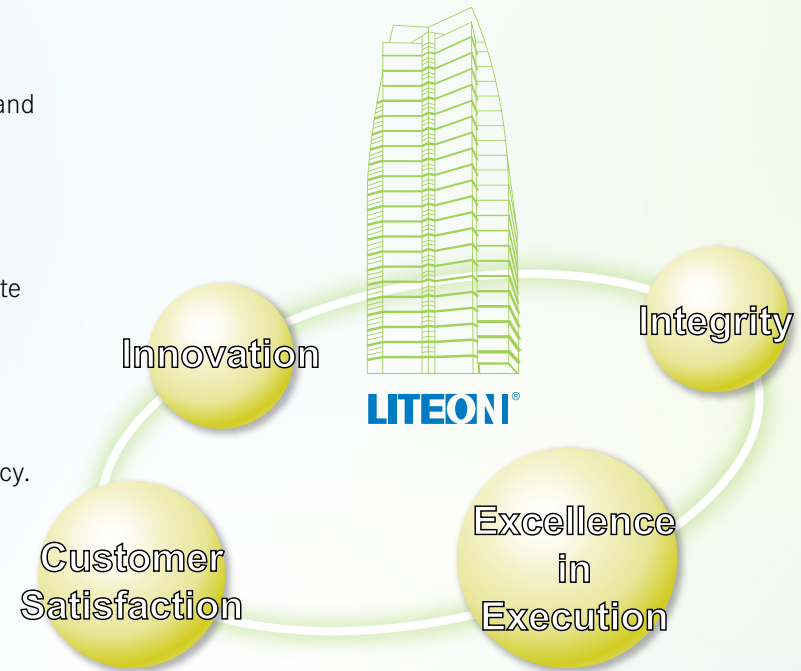 and
te
cy.
Innovation
Integrity
LITEON®
Customer
Satisfaction
Excellence
in
Execution